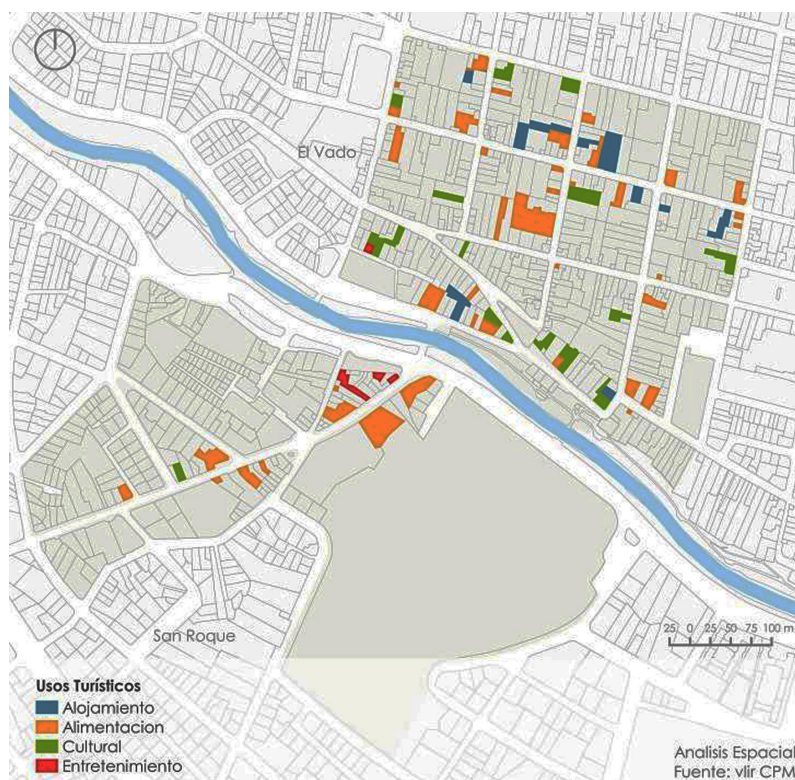 El Vado
San Roque
25 0 25 50 75 100 m
Usos Turísticos
Alojamiento
Alimentacion
Cultural
Entretenimiento
Analisis Espacial
Fuente: vlir CPM